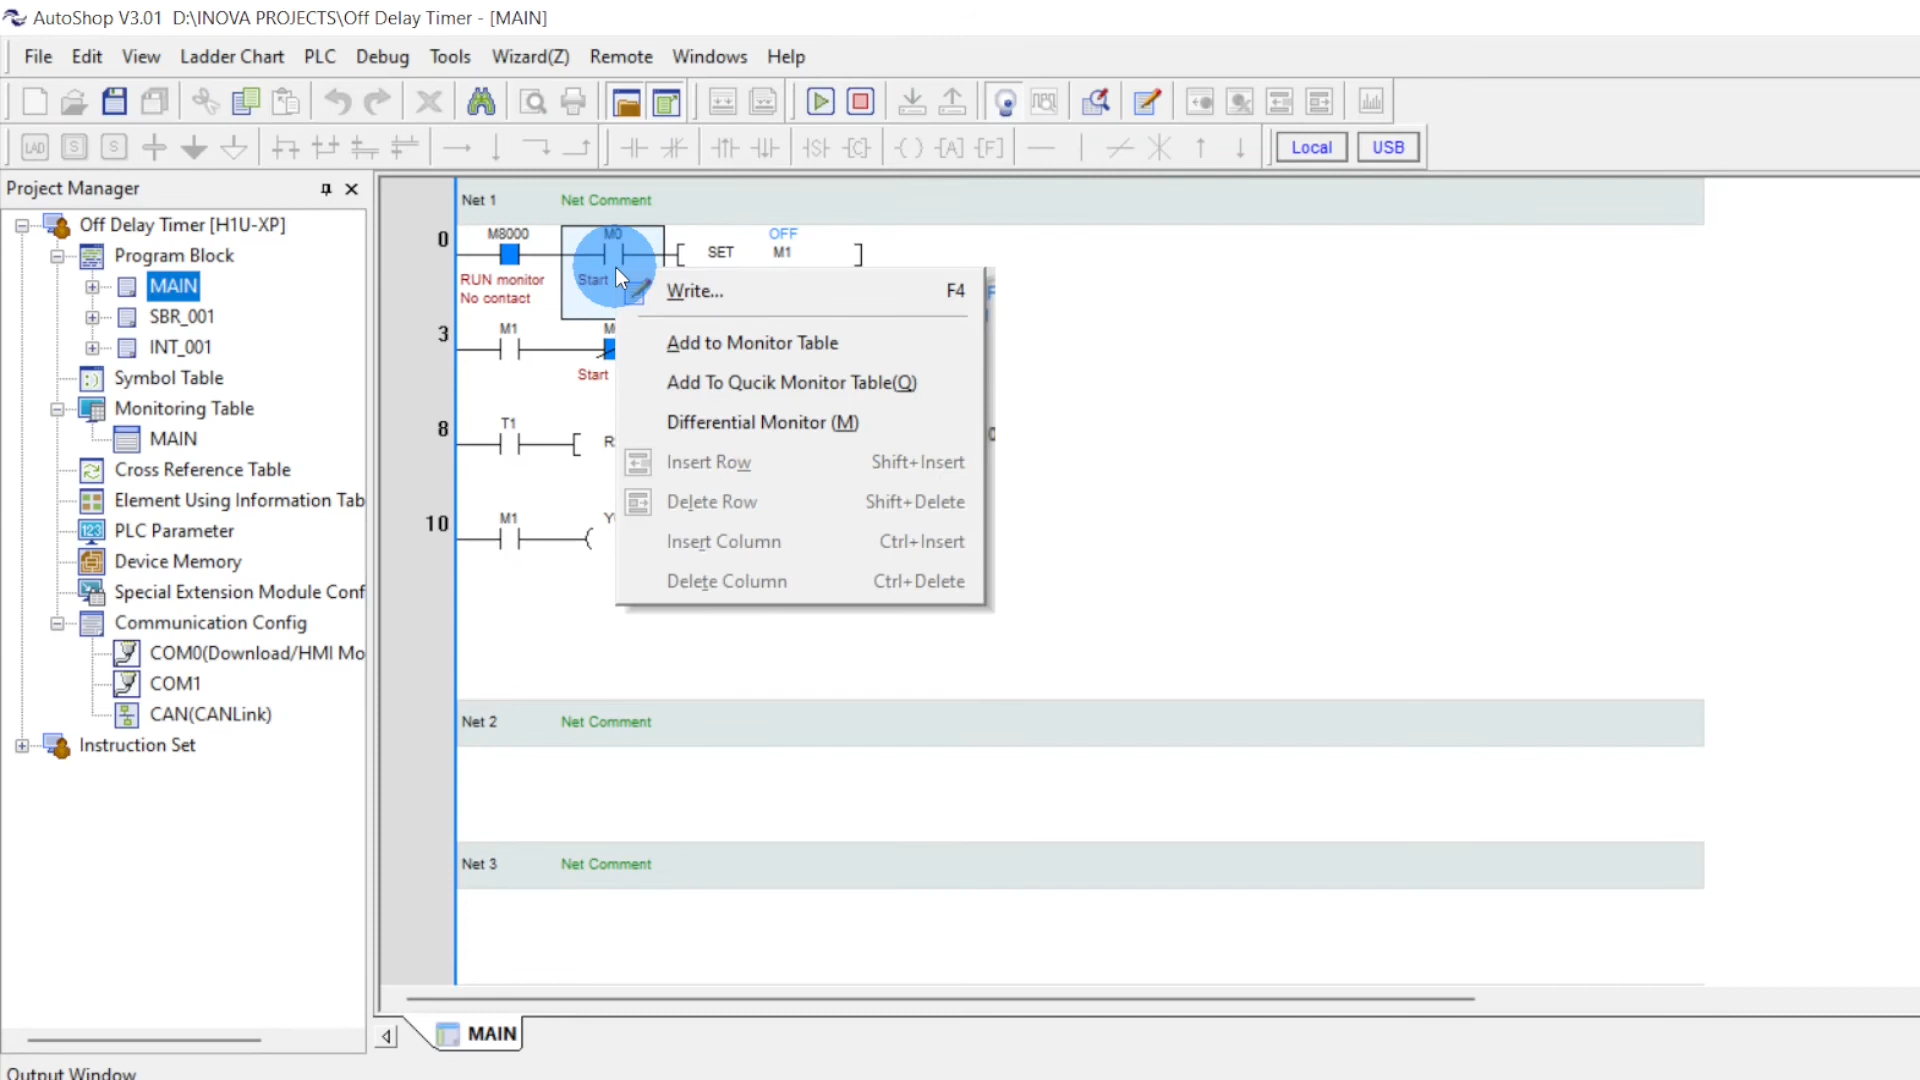 AutoShop V3.01 D:\INOVA PROJECTS\Off Delay Timer - [MAIN]
File Edit View Ladder Chart PLC Debug Tools Wizard(Z) Remote Windows Help
LAD S S
Local USB
Project Manager
Off Delay Timer [H1U-XP]
Program Block
MAIN
SBR_001
INT_001
Symbol Table
Monitoring Table
MAIN
Cross Reference Table
Element Using Information Tab
PLC Parameter
Device Memory
Special Extension Module Conf
Communication Config
COM0(Download/HMI Mo
COM1
CAN(CANLink)
Instruction Set
Net 1 Net Comment
0 M8000 M0 OFF
SET M1
RUN monitor Start
No contact
3 M1
Start
8 T1
R
10 M1
Write... F4
Add to Monitor Table
Add To Qucik Monitor Table(Q)
Differential Monitor (M)
Insert Row Shift+Insert
Delete Row Shift+Delete
Insert Column Ctrl+Insert
Delete Column Ctrl+Delete
Net 2 Net Comment
Net 3 Net Comment
MAIN
Output Window